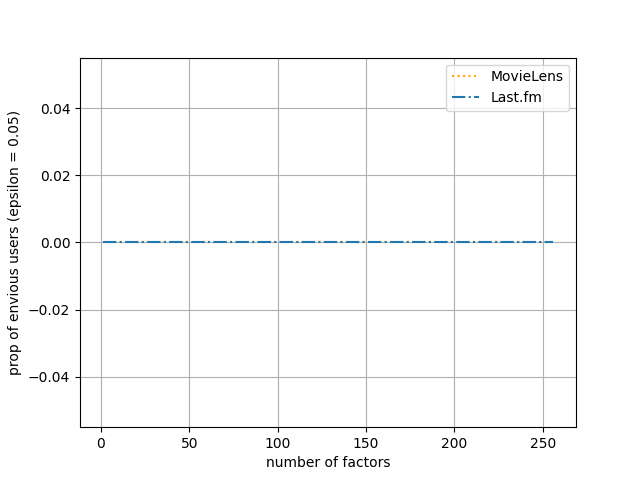 MovieLens
Last.fm
prop of envious users (epsilon = 0.05)
0.04
0.02
0.00
−0.02
−0.04
0 50 100 150 200 250
number of factors